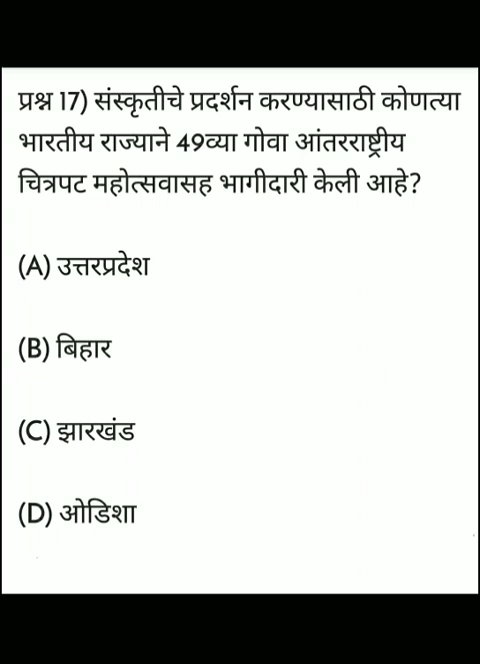 प्रश्न 17) संस्कृतीचे प्रदर्शन करण्यासाठी कोणत्या
भारतीय राज्याने 49व्या गोवा आंतरराष्ट्रीय
चित्रपट महोत्सवासह भागीदारी केली आहे?
(A) उत्तरप्रदेश
(B) बिहार
(C) झारखंड
(D) ओडिशा